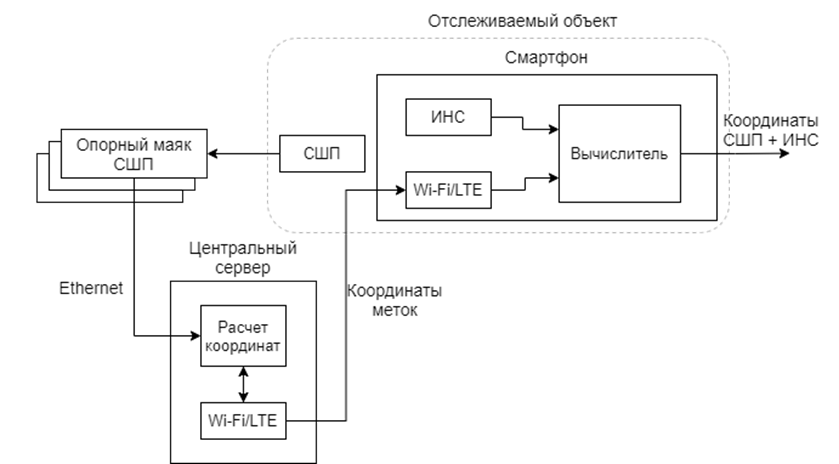 Отслеживаемый объект
Смартфон
ИНС
Вычислитель
Координаты
СШП + ИНС
Опорный маяк
СШП
СШП
Wi-Fi/LTE
Центральный
сервер
Ethernet
Координаты
меток
Расчет
координат
Wi-Fi/LTE